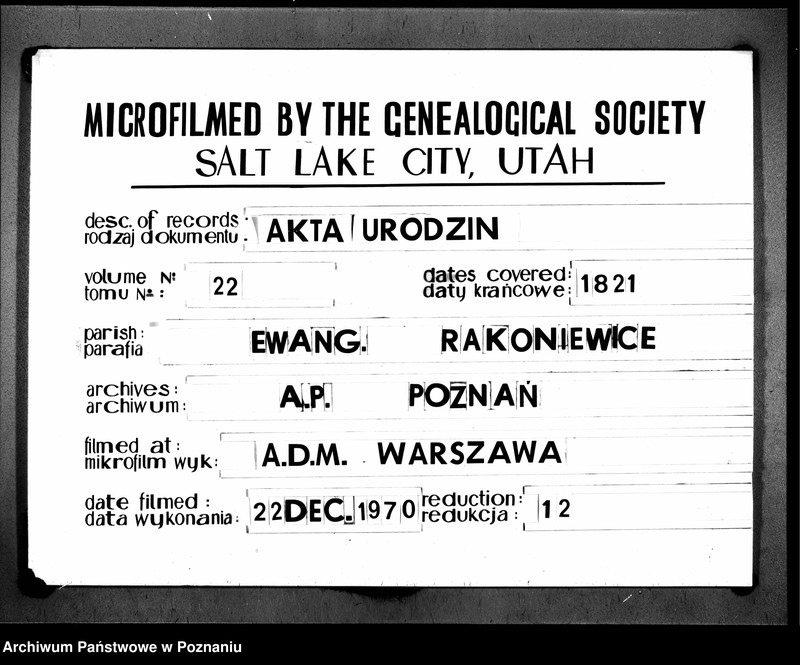 MICROFILMED BY THE GENEALOGICAL SOCIETY
SALT LAKE CITY, UTAH
desc. of records :
rodzaj dokumentu :
AKTA URODZIN
volume No :
tomu No :
22
dates covered :
daty krańcowe :
1821
parish :
parafia
EWANG. RAKONIEWICE
archives :
archiwum :
A.P. POZNAŃ
filmed at :
mikrofilm wyk :
A.D.M. WARSZAWA
date filmed :
data wykonania :
22 DEC. 1970
reduction :
redukcja :
12
Archiwum Państwowe w Poznaniu